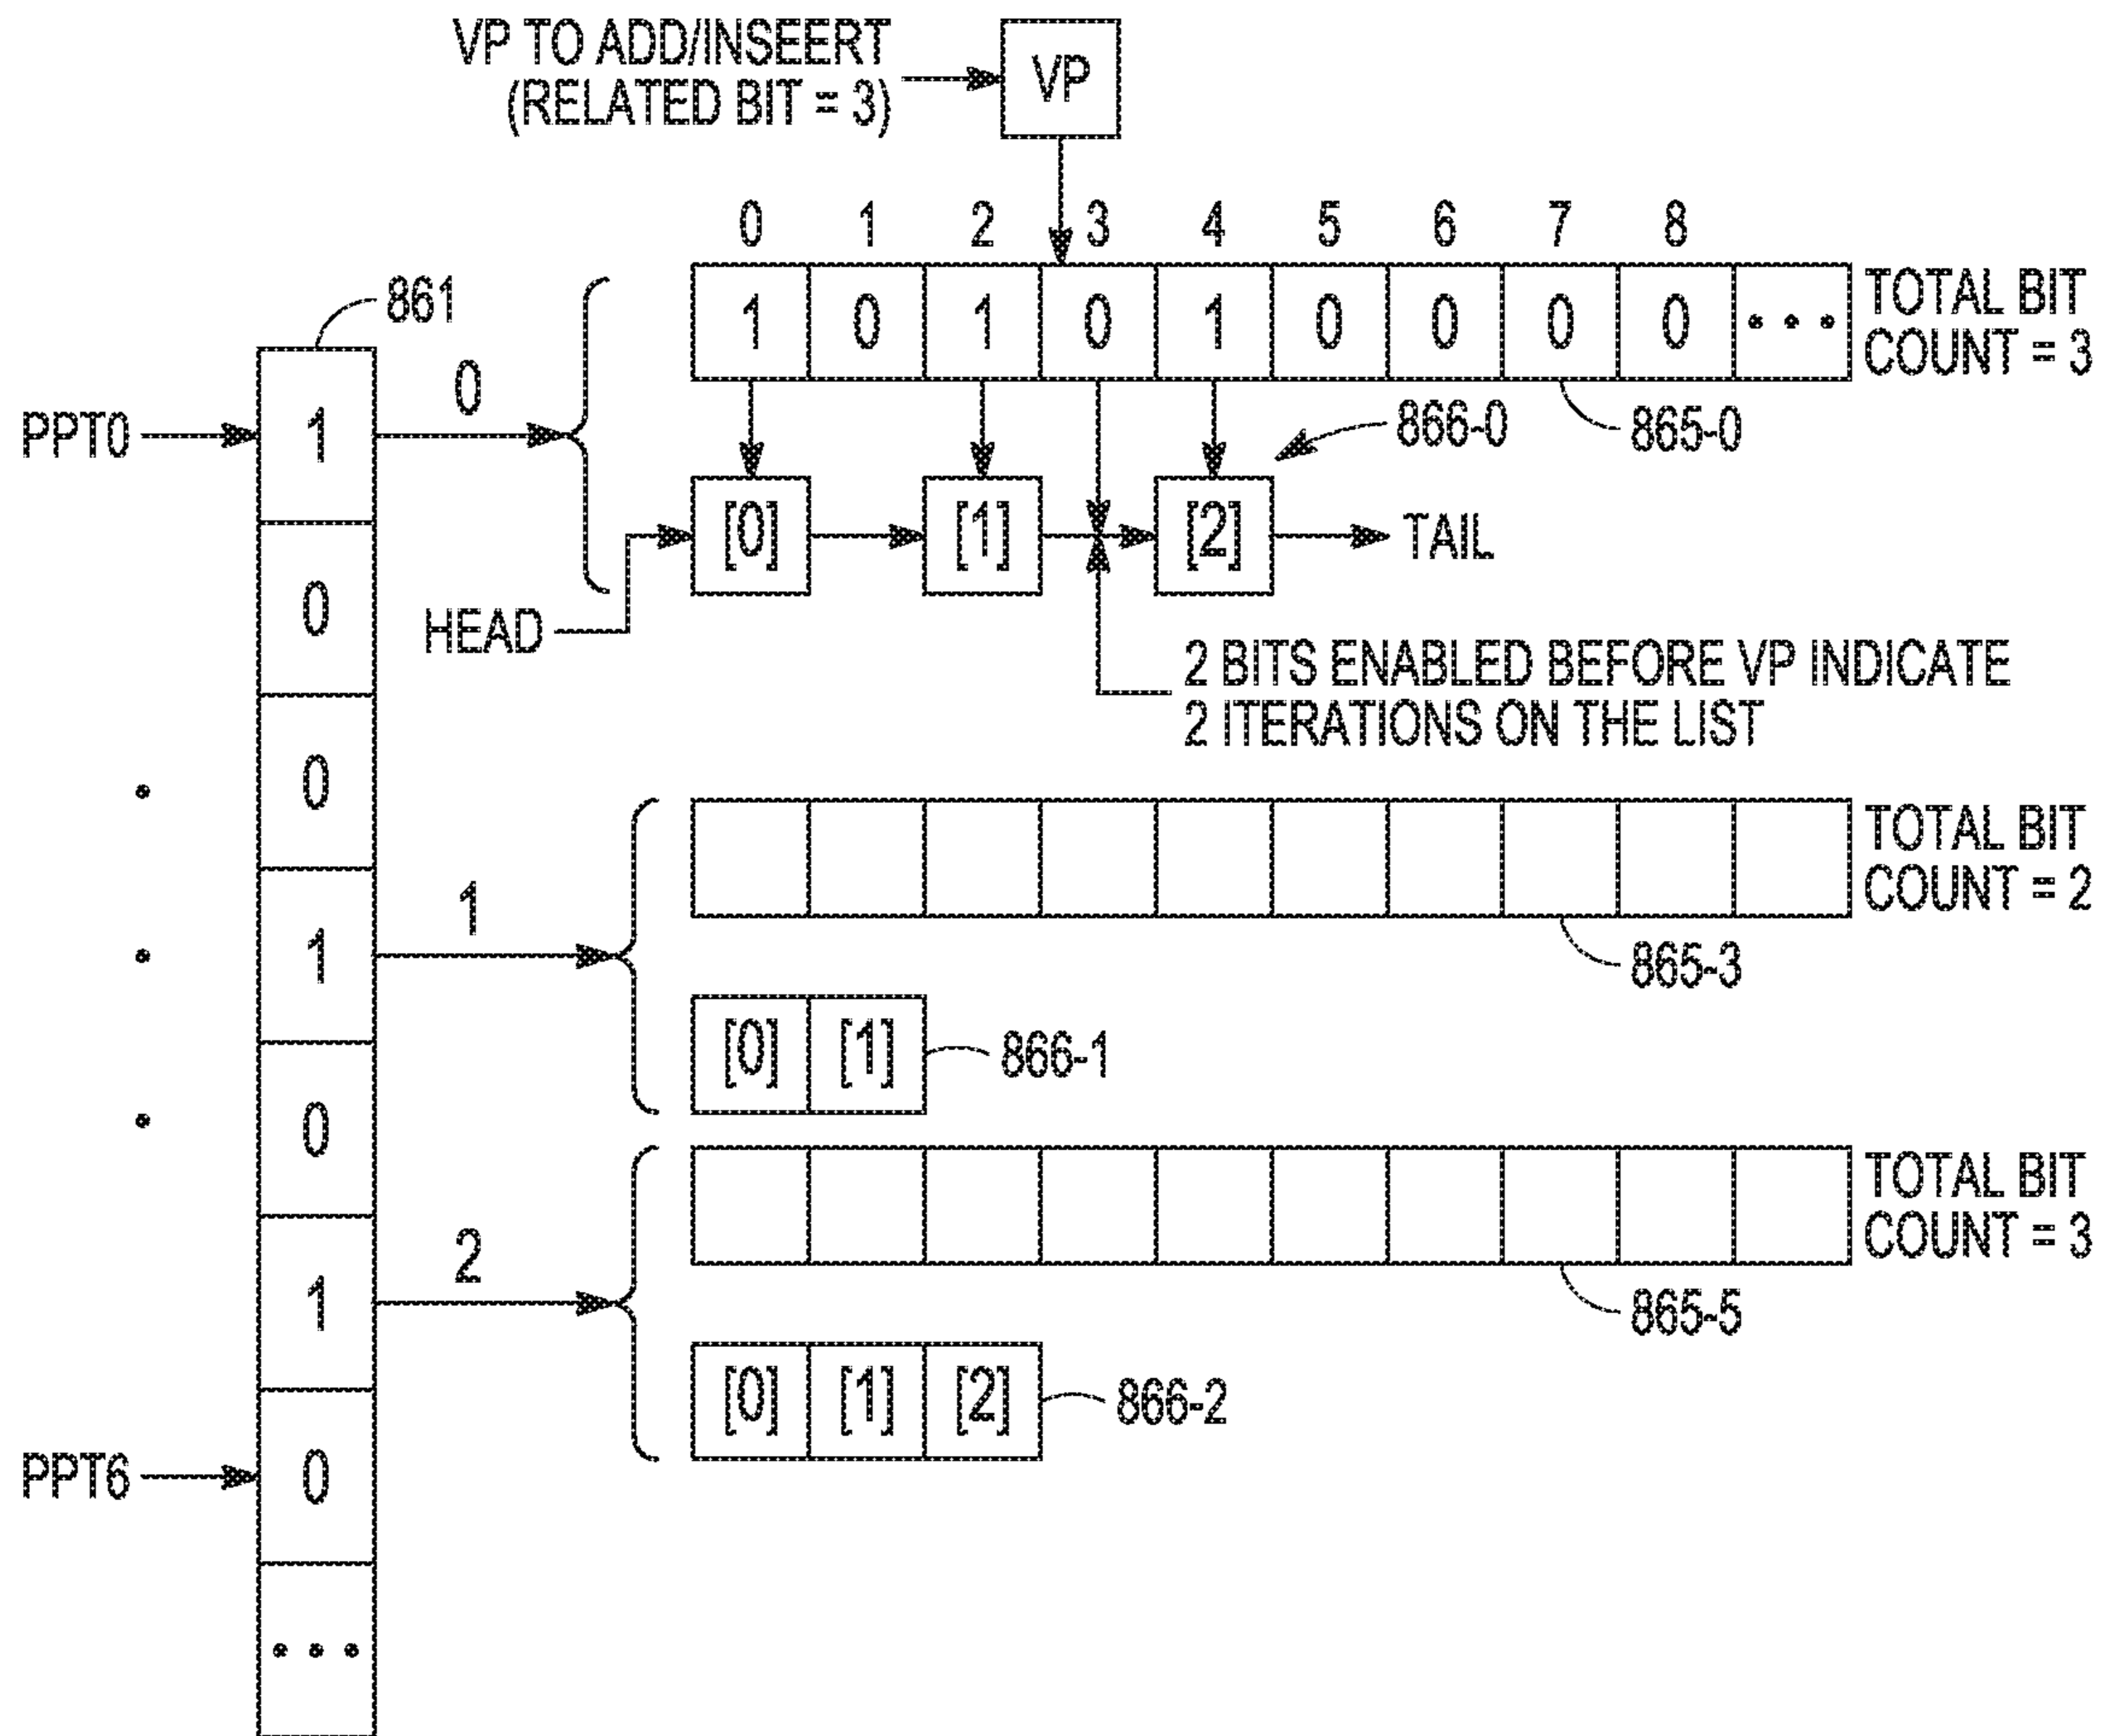 VP TO ADD/INSEERT
(RELATED BIT = 3)
VP
0 1 2 3 4 5 6 7 8
1 0 1 0 1 0 0 0 0 •••
TOTAL BIT
COUNT = 3
861
0
PPT0
1
866-0
865-0
[0] [1] [2] TAIL
HEAD
0
2 BITS ENABLED BEFORE VP INDICATE
2 ITERATIONS ON THE LIST
0
TOTAL BIT
COUNT = 2
1
1
865-3
[0] [1]
866-1
0
TOTAL BIT
COUNT = 3
2
1
865-5
[0] [1] [2]
866-2
PPT6
0
•••